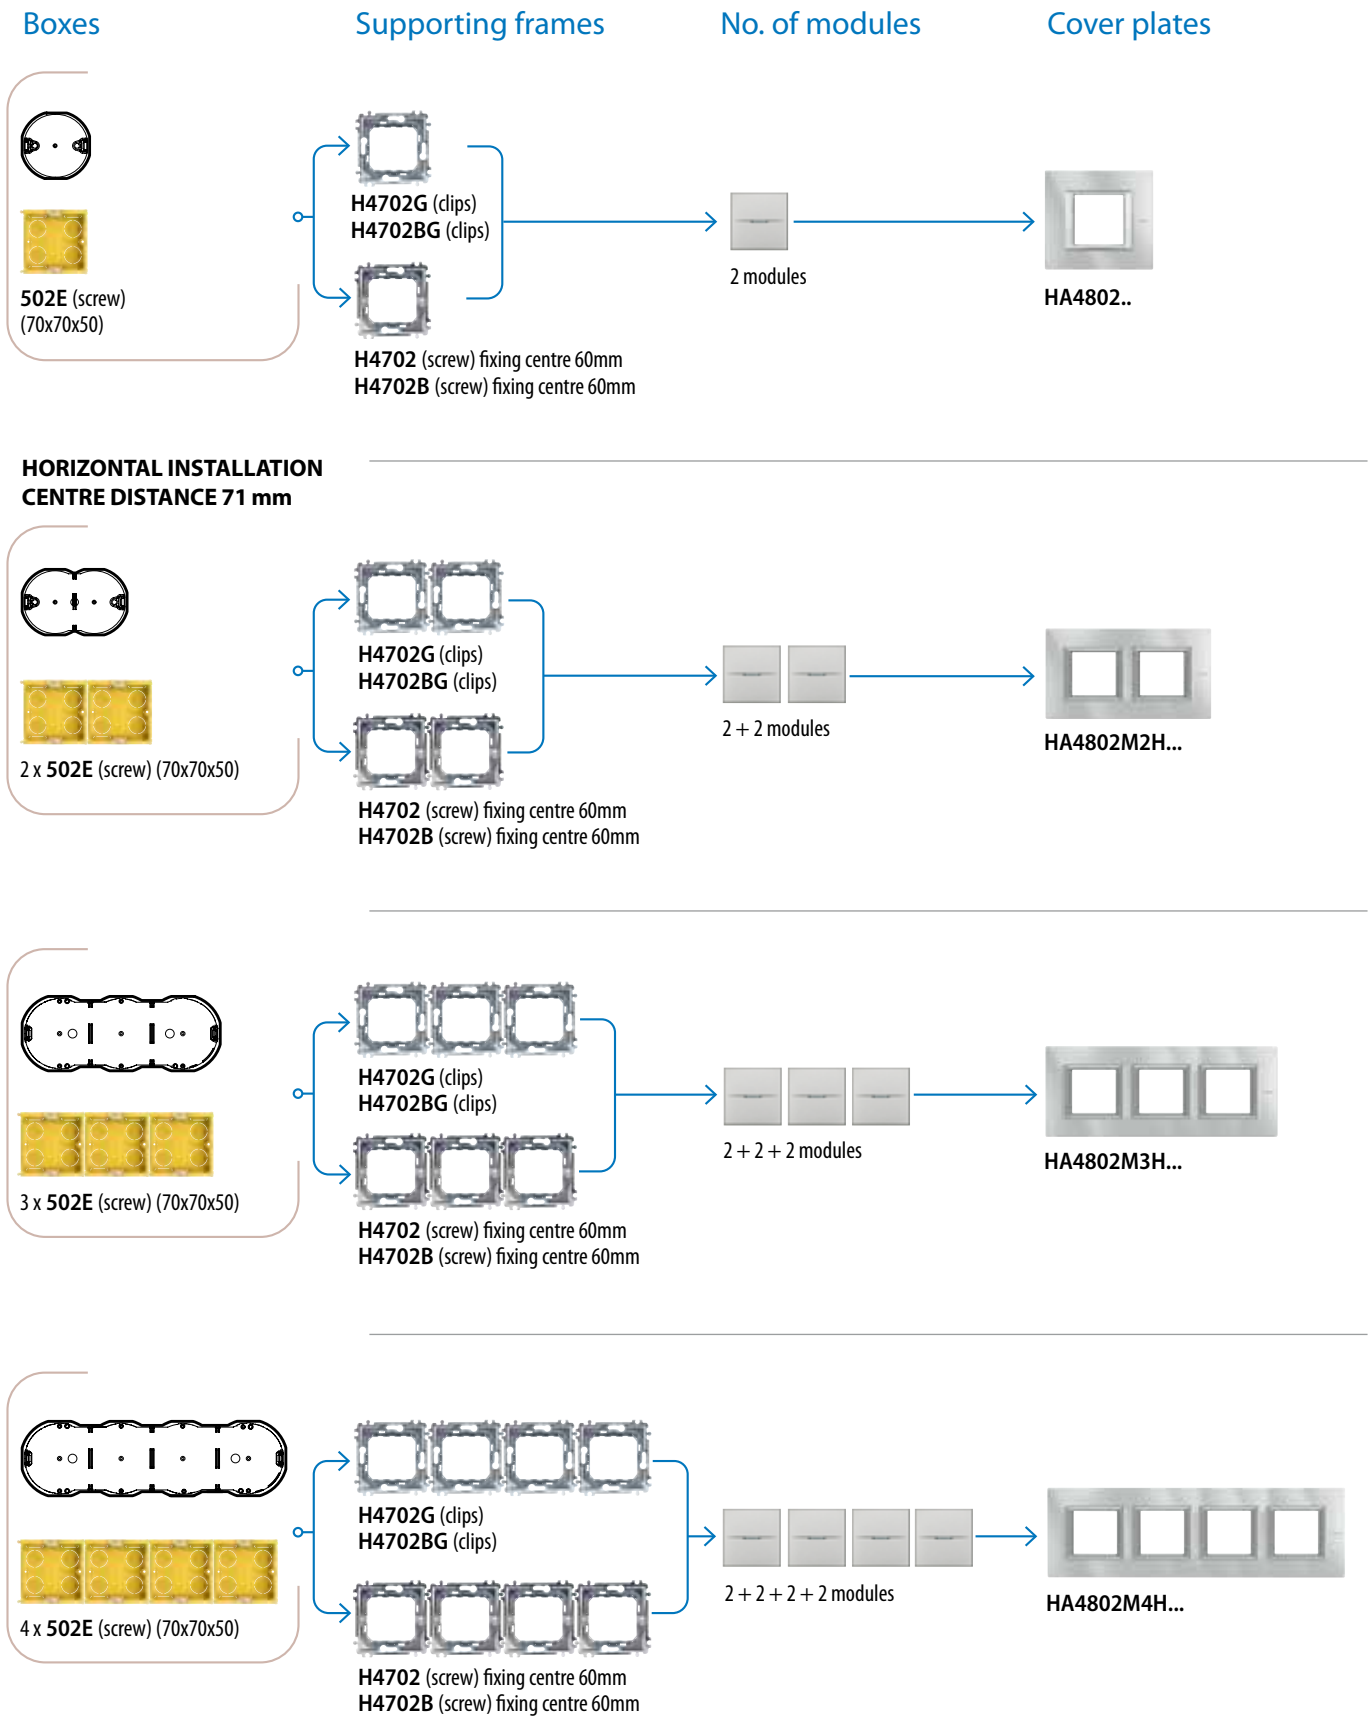 Boxes
Supporting frames
No. of modules
Cover plates
502E (screw)
(70x70x50)
H4702G (clips)
H4702BG (clips)
H4702 (screw) fixing centre 60mm
H4702B (screw) fixing centre 60mm
2 modules
HA4802..
HORIZONTAL INSTALLATION
CENTRE DISTANCE 71 mm
2 x 502E (screw) (70x70x50)
H4702G (clips)
H4702BG (clips)
H4702 (screw) fixing centre 60mm
H4702B (screw) fixing centre 60mm
2 + 2 modules
HA4802M2H...
3 x 502E (screw) (70x70x50)
H4702G (clips)
H4702BG (clips)
H4702 (screw) fixing centre 60mm
H4702B (screw) fixing centre 60mm
2 + 2 + 2 modules
HA4802M3H...
4 x 502E (screw) (70x70x50)
H4702G (clips)
H4702BG (clips)
H4702 (screw) fixing centre 60mm
H4702B (screw) fixing centre 60mm
2 + 2 + 2 + 2 modules
HA4802M4H...